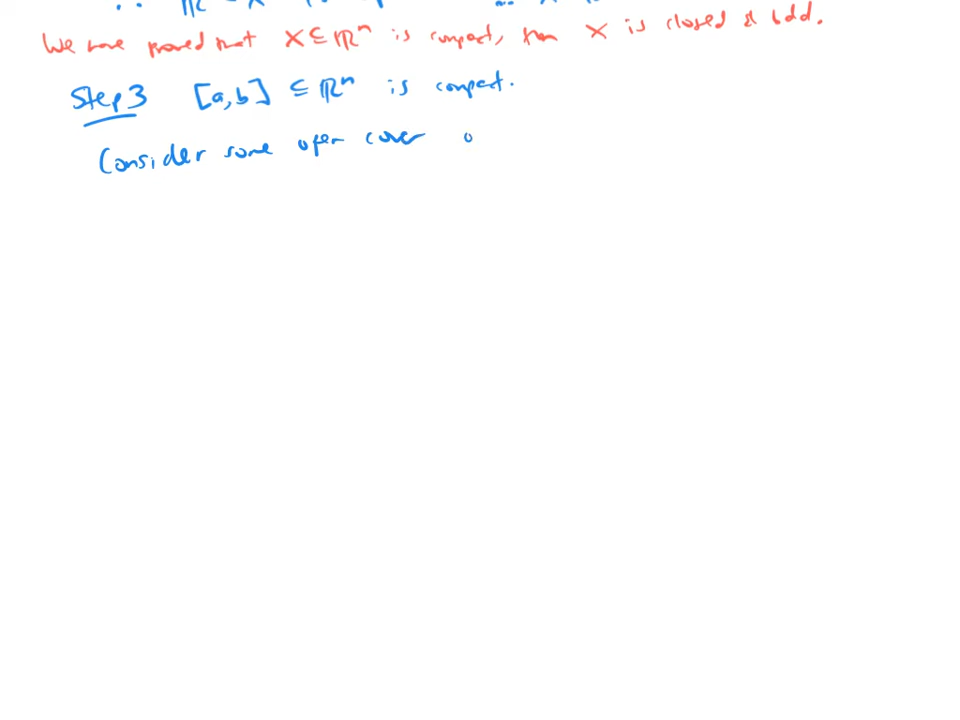 We have proved that X ⊆ ℝⁿ is compact, then X is closed & bdd.
Step 3 [a,b] ⊆ ℝⁿ is compact.
Consider some open cover o